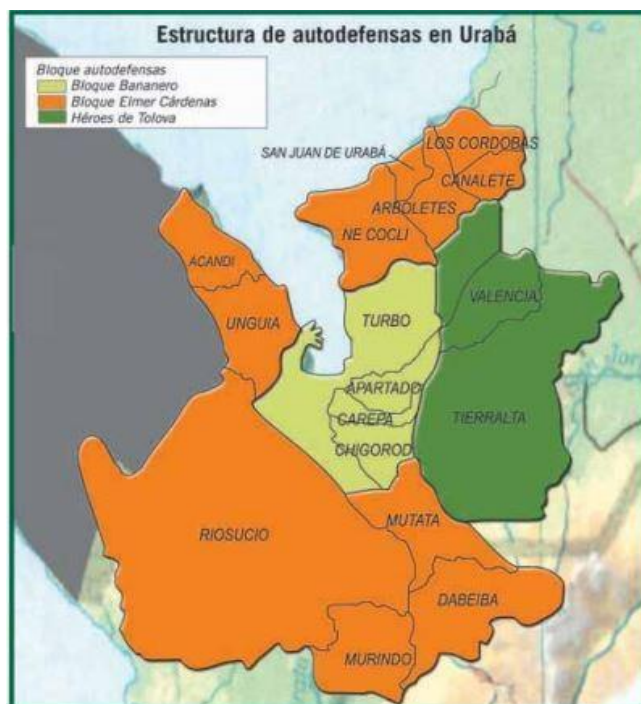 Estructura de autodefensas en Urabá
Bloque autodefensas
Bloque Bananero
Bloque Elmer Cárdenas
Héroes de Tolova
SAN JUAN DE URABÁ
LOS CORDOBAS
CANALETE
ARBOLETES
NE COCLI
ACANDI
UNGUIA
TURBO
VALENCIA
APARTADO
CAREPA
CHIGOROD
TIERRALTA
RIOSUCIO
MUTATA
DABEIBA
MURINDO